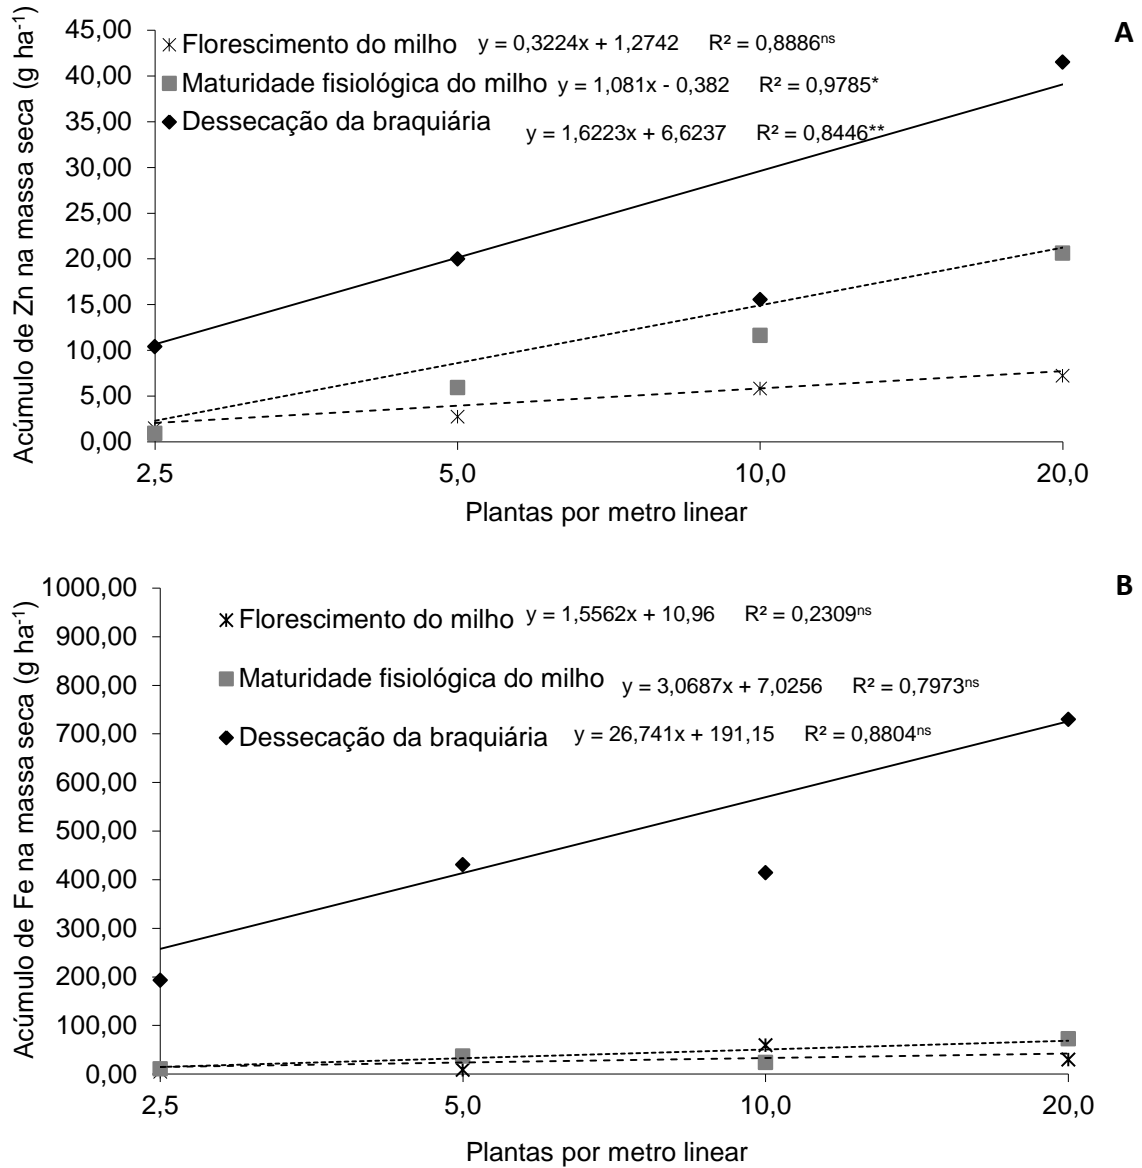 A
45,00
40,00
35,00
30,00
25,00
20,00
15,00
10,00
5,00
0,00
Acúmulo de Zn na massa seca (g ha-1)
Florescimento do milho y = 0,3224x + 1,2742 R² = 0,8886ns
Maturidade fisiológica do milho y = 1,081x - 0,382 R² = 0,9785*
Dessecação da braquiária
y = 1,6223x + 6,6237 R² = 0,8446**
2,5 5,0 10,0 20,0
Plantas por metro linear
B
1000,00
900,00
800,00
700,00
600,00
500,00
400,00
300,00
200,00
100,00
0,00
Acúmulo de Fe na massa seca (g ha-1)
Florescimento do milho y = 1,5562x + 10,96 R² = 0,2309ns
Maturidade fisiológica do milho y = 3,0687x + 7,0256 R² = 0,7973ns
Dessecação da braquiária y = 26,741x + 191,15 R² = 0,8804ns
2,5 5,0 10,0 20,0
Plantas por metro linear